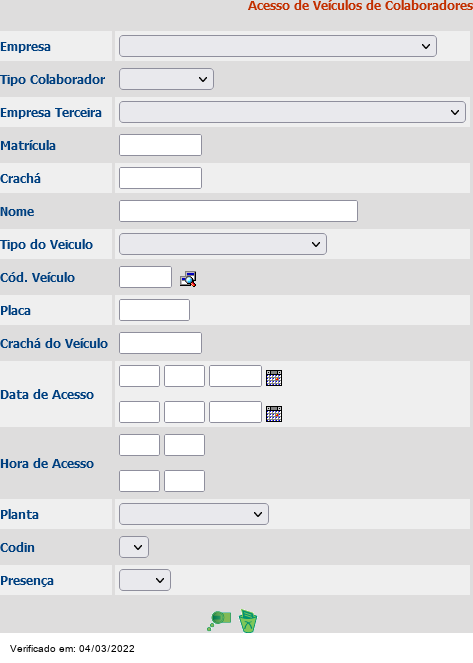 Acesso de Veículos de Colaboradores
Empresa
Tipo Colaborador
Empresa Terceira
Matrícula
Crachá
Nome
Tipo do Veiculo
Cód. Veículo
Placa
Crachá do Veículo
Data de Acesso
Hora de Acesso
Planta
Codin
Presença
Verificado em: 04/03/2022